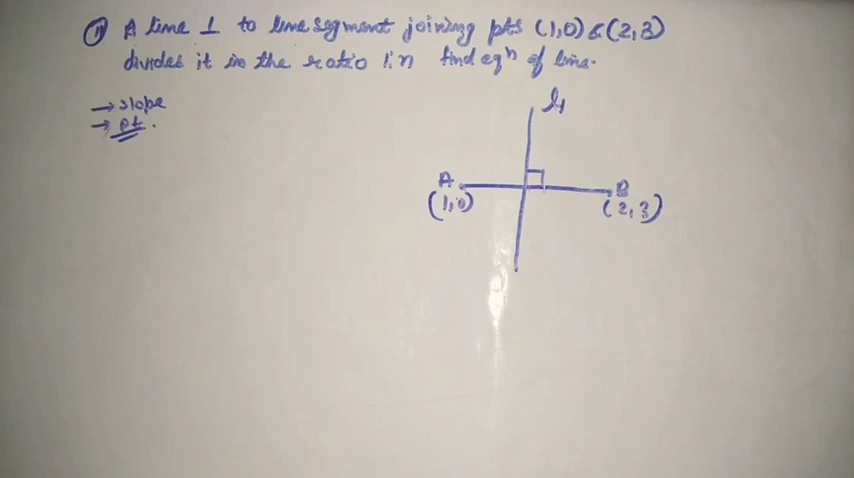 11) A line ⊥ to line segment joining pts (1,0) & (2,3)
divides it in the ratio 1:n find eqⁿ of line.
→ slope
→ pt.
l₁
A
B
(1,0)
(2,3)